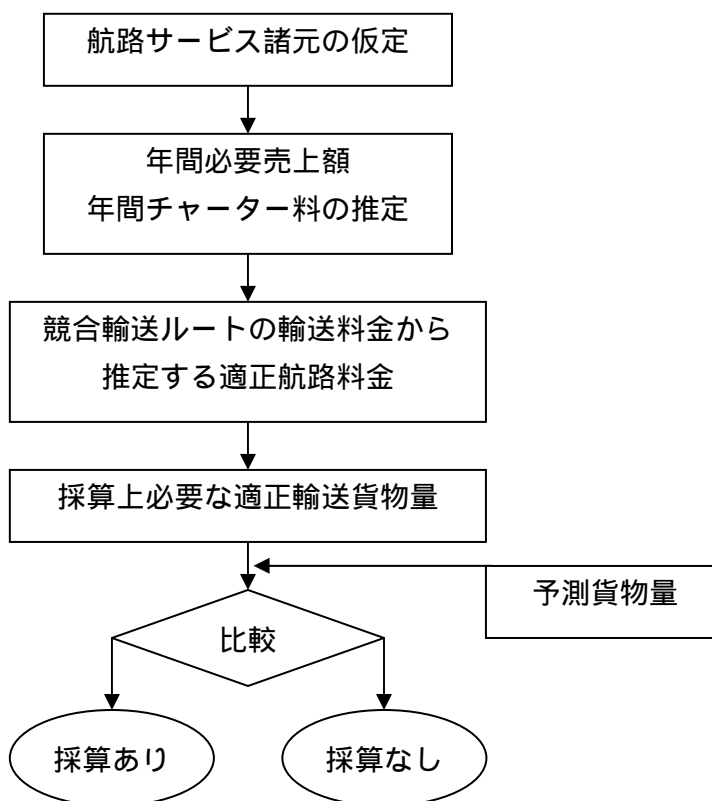 航路サービス諸元の仮定
年間必要売上額
年間チャーター料の推定
競合輸送ルートの輸送料金から
推定する適正航路料金
採算上必要な適正輸送貨物量
予測貨物量
比較
採算あり
採算なし